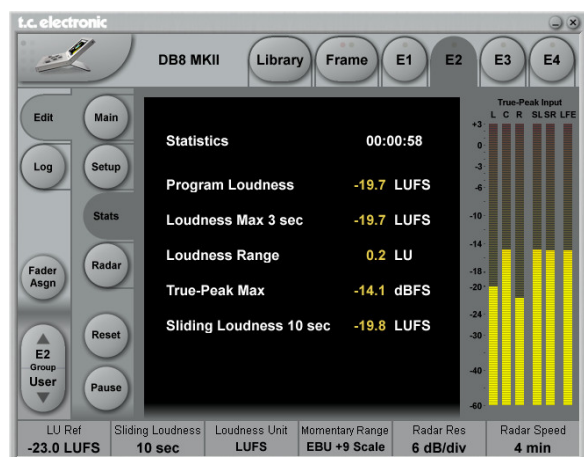 t.c. electronic
DB8 MKII
Library
Frame
E1
E2
E3
E4
Edit
Log
Fader
Asgn
E2
Group
User
Main
Setup
Stats
Radar
Reset
Pause
Statistics 00:00:58
Program Loudness -19.7 LUFS
Loudness Max 3 sec -19.7 LUFS
Loudness Range 0.2 LU
True-Peak Max -14.1 dBFS
Sliding Loudness 10 sec -19.8 LUFS
True-Peak Input
L C R SL SR LFE
+3
0
-3
-6
-10
-14
-18
-20
-24
-30
-40
-60
LU Ref
-23.0 LUFS
Sliding Loudness
10 sec
Loudness Unit
LUFS
Momentary Range
EBU +9 Scale
Radar Res
6 dB/div
Radar Speed
4 min